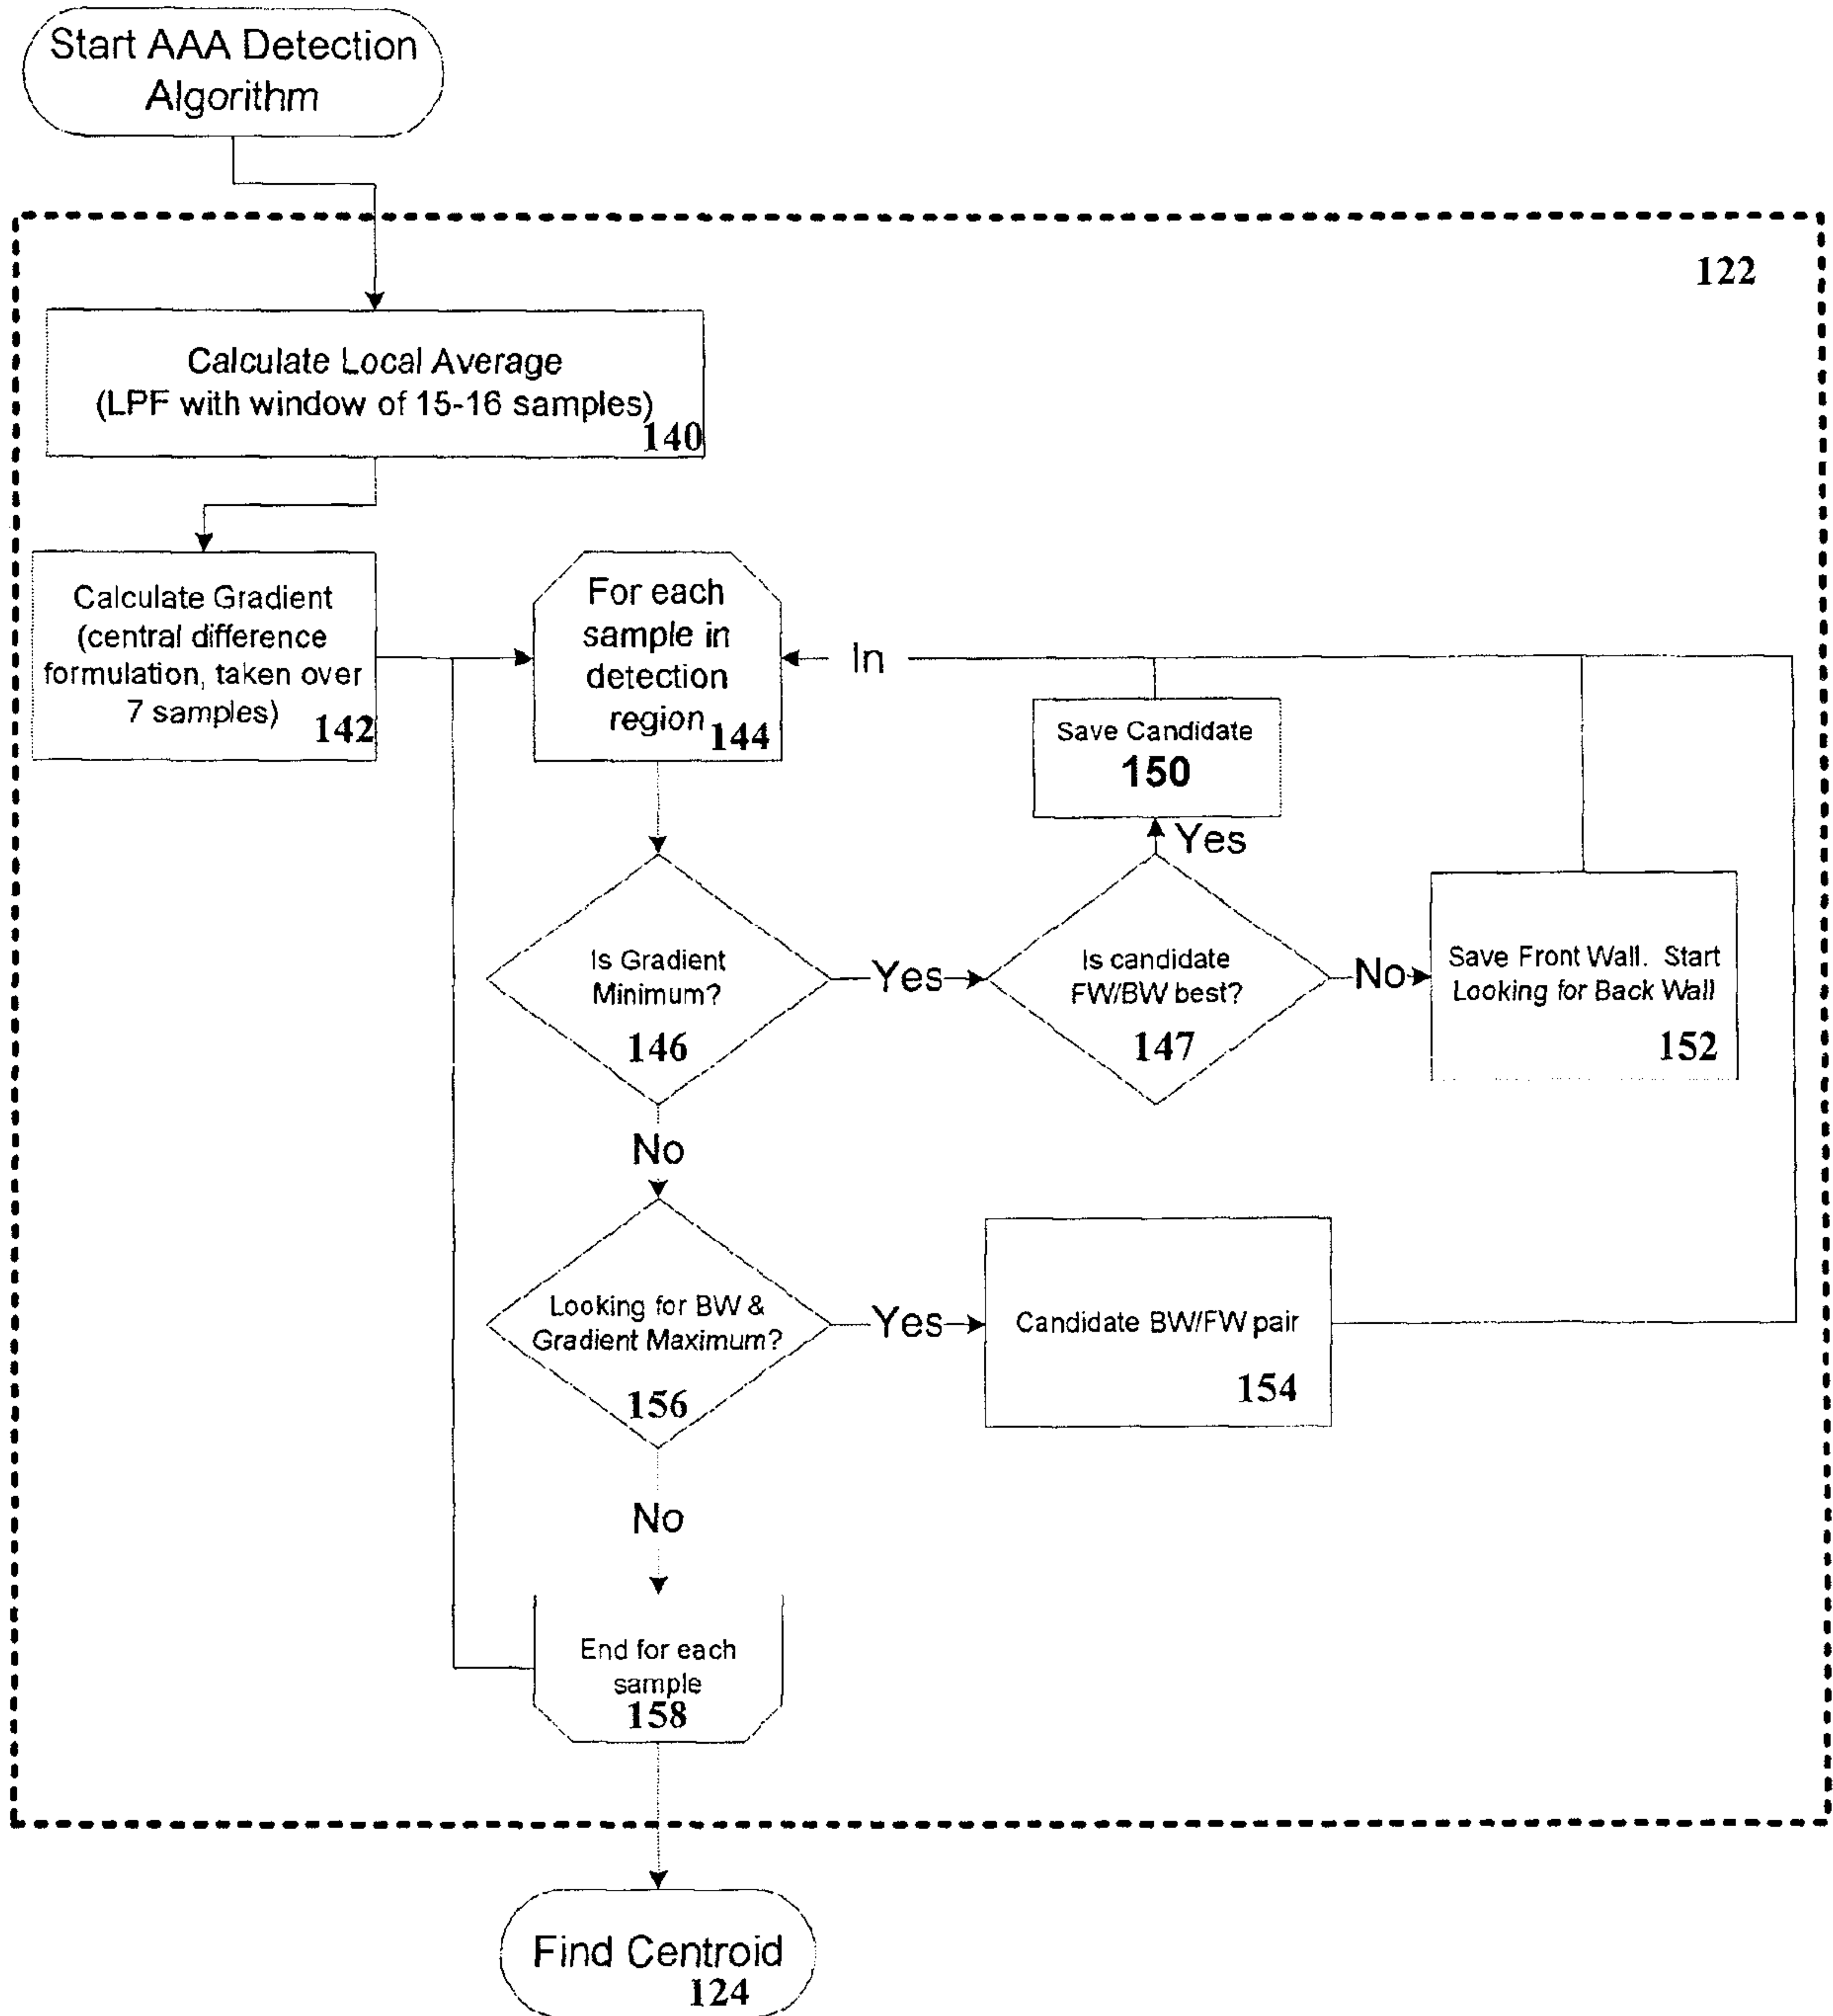 Start AAA Detection
Algorithm
122
Calculate Local Average
(LPF with window of 15-16 samples)
140
Calculate Gradient
(central difference
formulation, taken over
7 samples)
142
For each
sample in
detection
region
144
In
Save Candidate
150
Yes
Is Gradient
Minimum?
146
Yes
Is candidate
FW/BW best?
147
No
Save Front Wall. Start
Looking for Back Wall
152
No
Looking for BW &
Gradient Maximum?
156
Yes
Candidate BW/FW pair
154
No
End for each
sample
158
Find Centroid
124